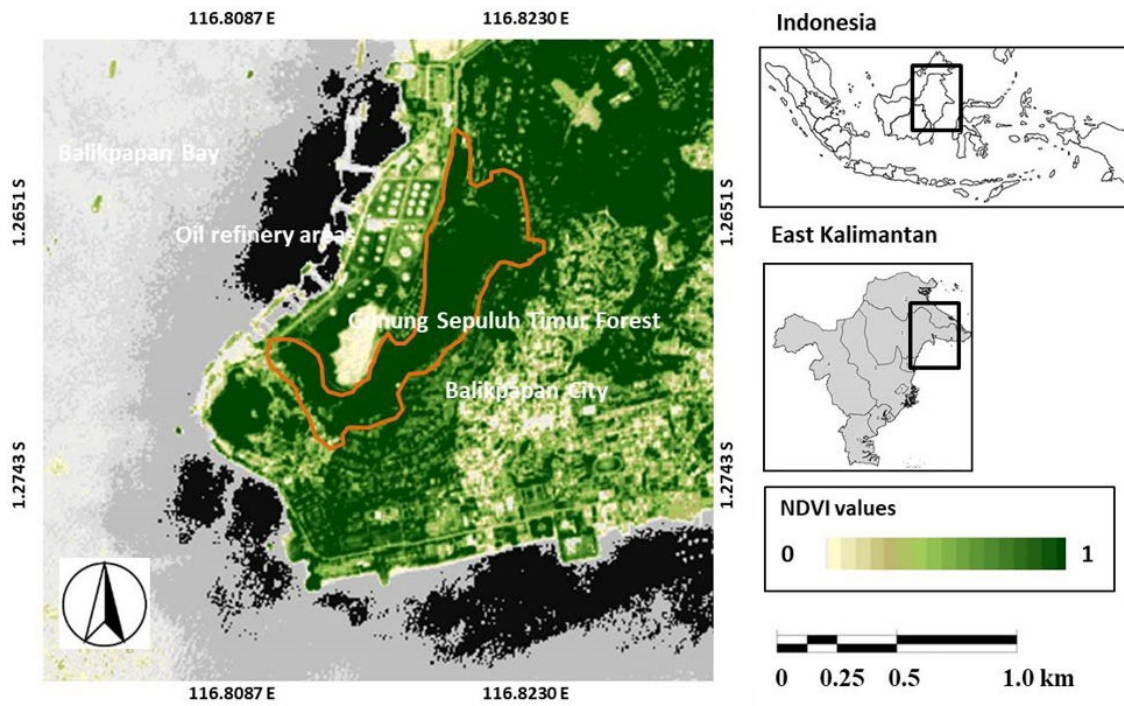 116.8087 E
116.8230 E
Indonesia
Balikpapan Bay
1.2651 S
1.2651 S
Oil refinery areas
East Kalimantan
Gunung Sepuluh Timur Forest
Balikpapan City
1.2743 S
1.2743 S
NDVI values
0
1
0
0.25
0.5
1.0 km
116.8087 E
116.8230 E